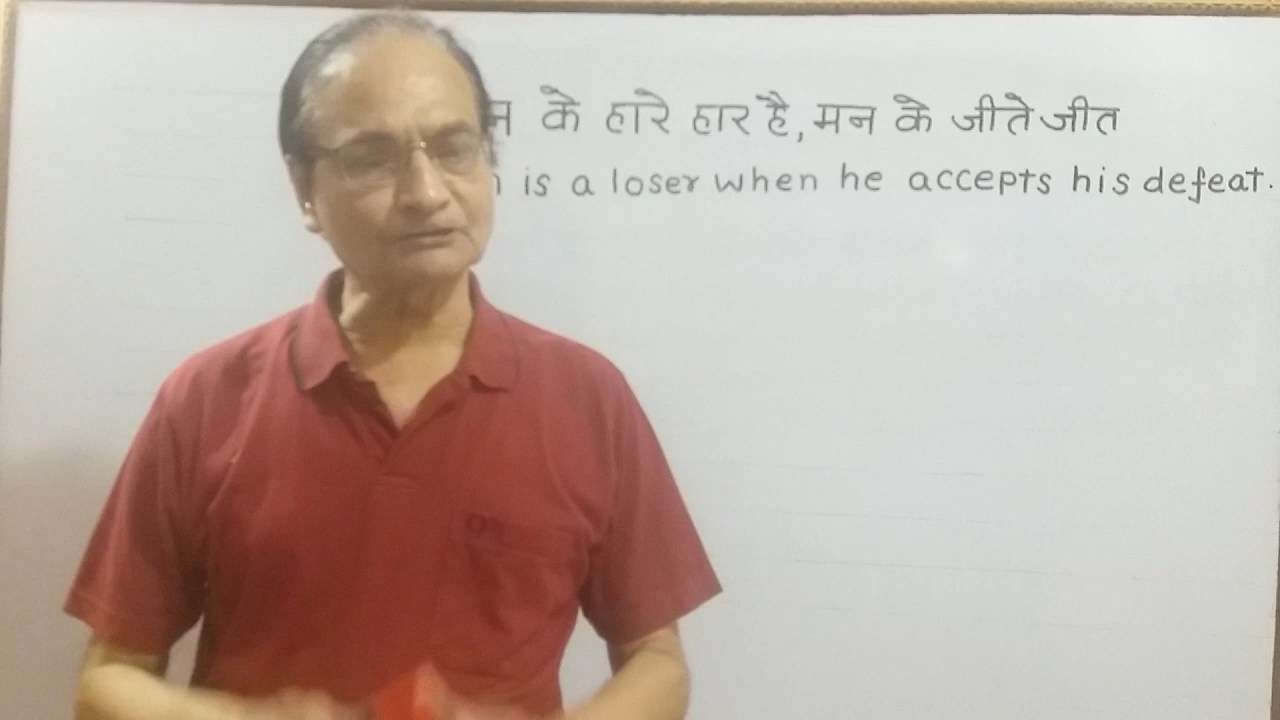 के हारे हार है, मन के जीते जीत
is a loser when he accepts his defeat.